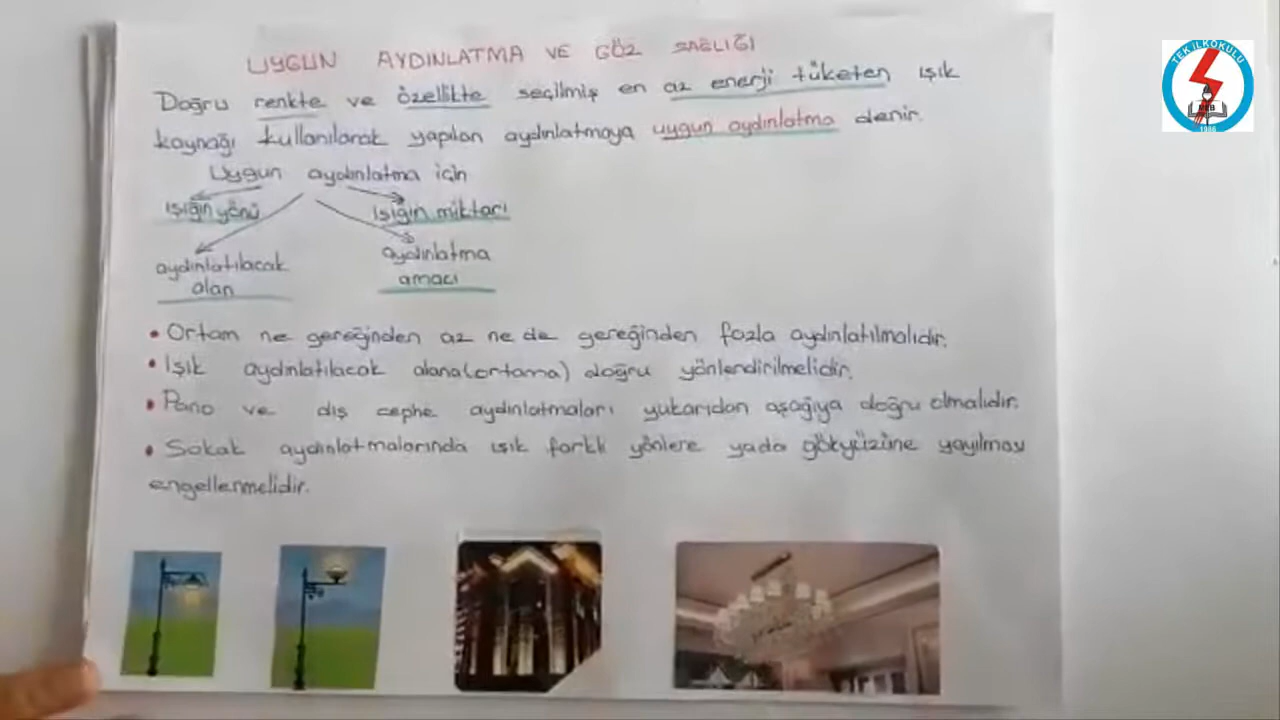 UYGUN AYDINLATMA VE GÖZ SAĞLIĞI
Doğru renkte ve özellikte seçilmiş en az enerji tüketen ışık
kaynağı kullanılarak yapılan aydınlatmaya uygun aydınlatma denir.
Uygun aydınlatma için
ışığın yönü ışığın miktarı
aydınlatılacak alan
aydınlatma amacı
• Ortam ne gereğinden az ne de gereğinden fazla aydınlatılmalıdır.
• Işık aydınlatılacak alana(ortama) doğru yönlendirilmelidir.
• Pano ve dış cephe aydınlatmaları yukarıdan aşağıya doğru olmalıdır.
• Sokak aydınlatmalarında ışık farklı yönlere yada gökyüzüne yayılması
engellenmelidir.
TEK İLKOKULU
MEB
1986